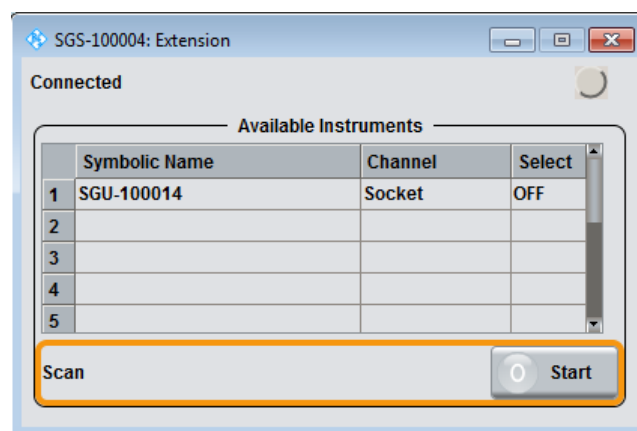 SGS-100004: Extension
Connected
Available Instruments
Symbolic Name Channel Select
1 SGU-100014 Socket OFF
2
3
4
5
Scan Start